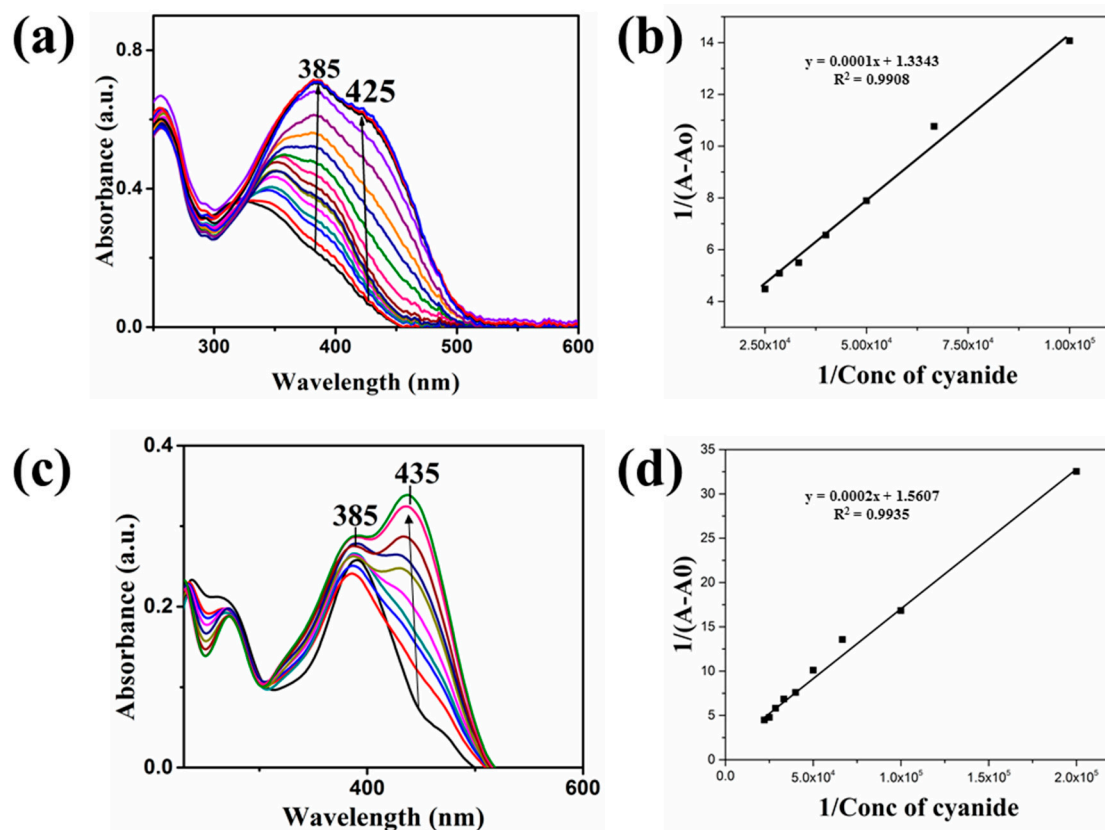 (a)
0.8
0.4
0.0
Absorbance (a.u.)
385
425
300 400 500 600
Wavelength (nm)
(b)
14
12
10
8
6
4
1/(A-Ao)
y = 0.0001x + 1.3343
R² = 0.9908
2.50x10⁴ 5.00x10⁴ 7.50x10⁴ 1.00x10⁵
1/Conc of cyanide
(c)
0.4
0.2
0.0
Absorbance (a.u.)
385
435
400 600
Wavelength (nm)
(d)
35
30
25
20
15
10
5
0
1/(A-A0)
y = 0.0002x + 1.5607
R² = 0.9935
0.0 5.0x10⁴ 1.0x10⁵ 1.5x10⁵ 2.0x10⁵
1/Conc of cyanide